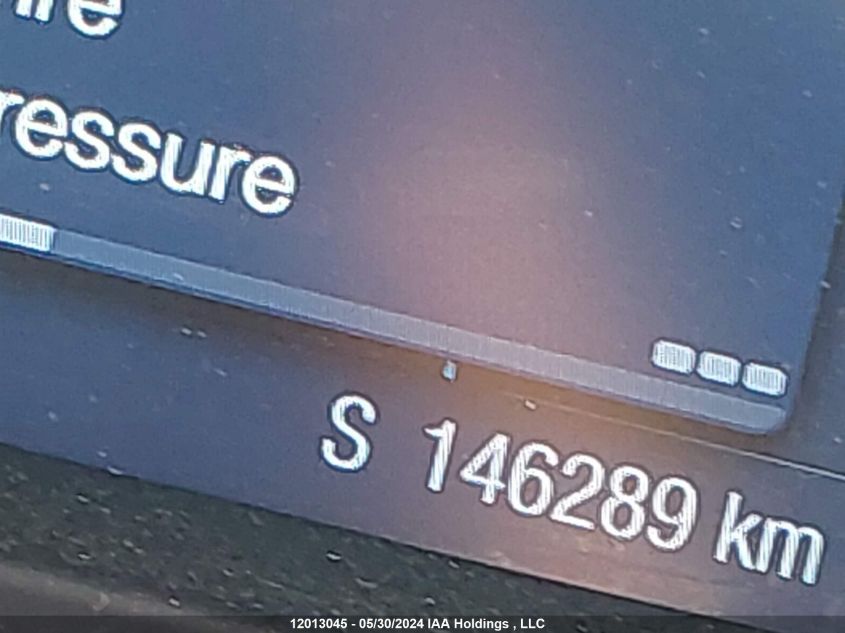 ressure
S 146289 km
12013045 - 05/30/2024 IAA Holdings , LLC